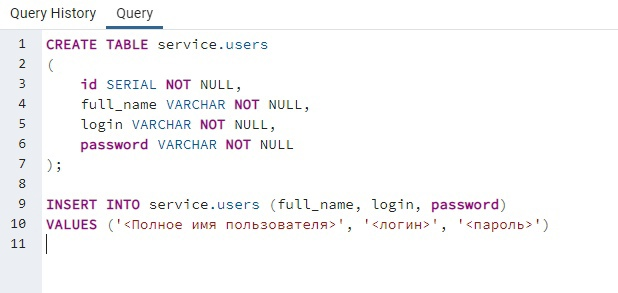 Query History Query
1 CREATE TABLE service.users
2 (
3 id SERIAL NOT NULL,
4 full_name VARCHAR NOT NULL,
5 login VARCHAR NOT NULL,
6 password VARCHAR NOT NULL
7 );
8
9 INSERT INTO service.users (full_name, login, password)
10 VALUES ('<Полное имя пользователя>', '<логин>', '<пароль>')
11